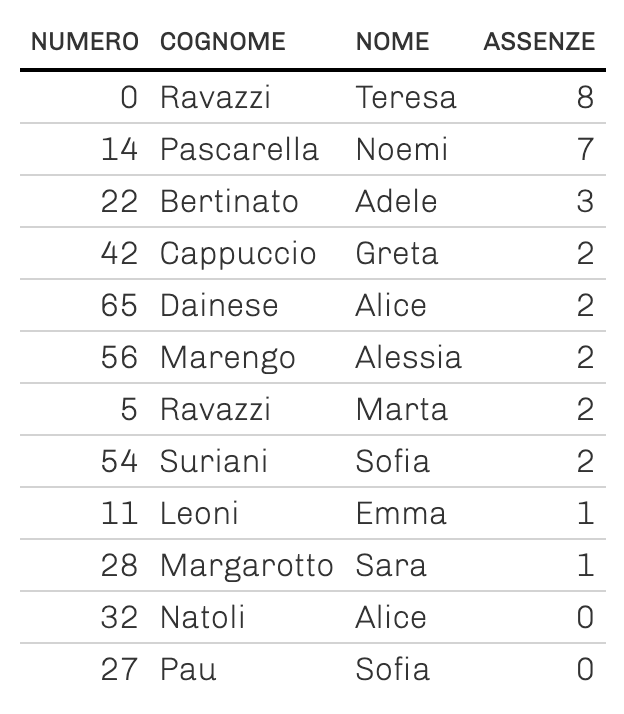 NUMERO COGNOME NOME ASSENZE
0 Ravazzi Teresa 8
14 Pascarella Noemi 7
22 Bertinato Adele 3
42 Cappuccio Greta 2
65 Dainese Alice 2
56 Marengo Alessia 2
5 Ravazzi Marta 2
54 Suriani Sofia 2
11 Leoni Emma 1
28 Margarotto Sara 1
32 Natoli Alice 0
27 Pau Sofia 0